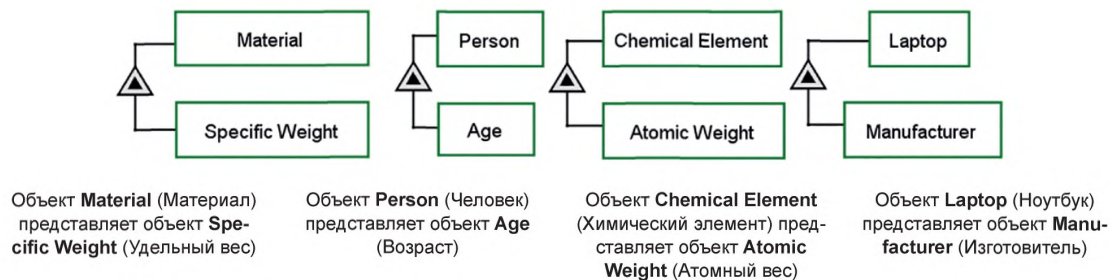 Material
Person
Chemical Element
Laptop
Specific Weight
Age
Atomic Weight
Manufacturer
Объект Material (Материал)
представляет объект Spe-
cific Weight (Удельный вес)
Объект Person (Человек)
представляет объект Age
(Возраст)
Объект Chemical Element
(Химический элемент) пред-
ставляет объект Atomic
Weight (Атомный вес)
Объект Laptop (Ноутбук)
представляет объект Manu-
facturer (Изготовитель)